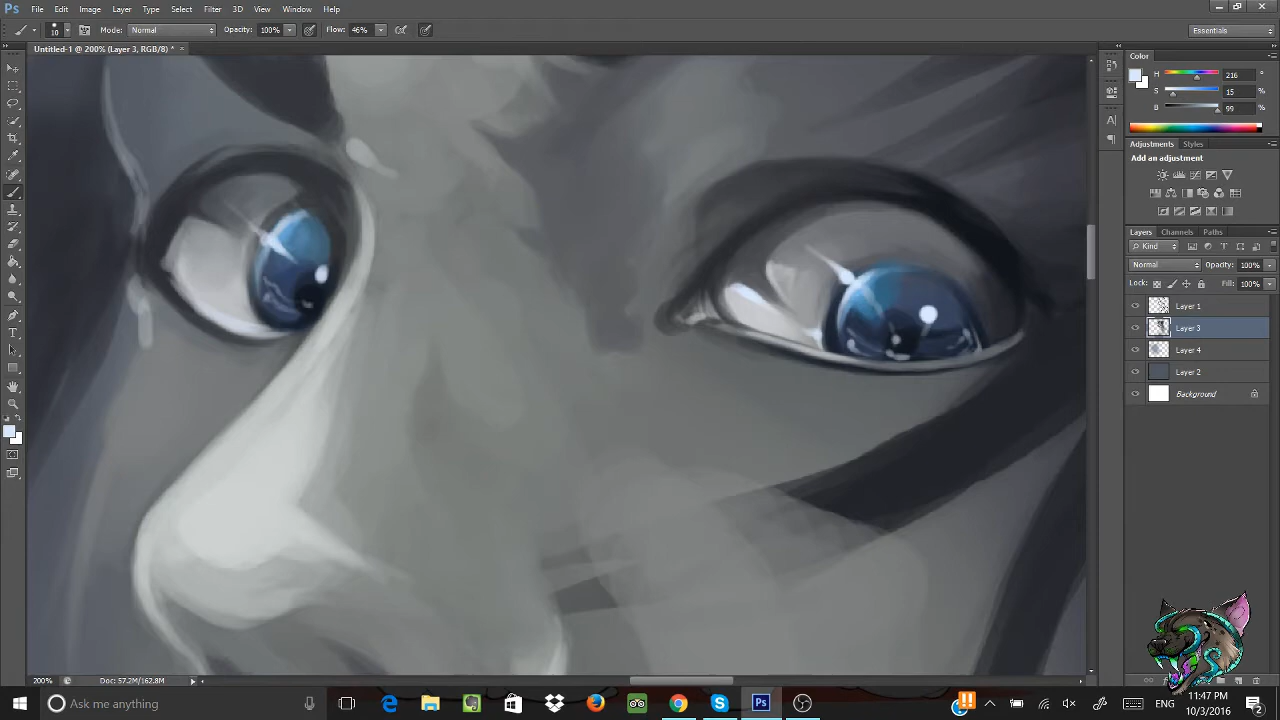 Ps File Edit Image Layer Type Select Filter 3D View Window Help
10 Mode: Normal Opacity: 100% Flow: 46% Essentials
Untitled-1 @ 200% (Layer 3, RGB/8) * ×
Color
H 216 °
S 15 %
B 99 %
Adjustments Styles
Add an adjustment
Layers Channels Paths
Kind
Normal Opacity: 100%
Lock: Fill: 100%
Layer 1
Layer 3
Layer 4
Layer 2
Background
200% Doc: 57.2M/162.8M
Ask me anything
Ps
11:47 PM
10/3/2016
2